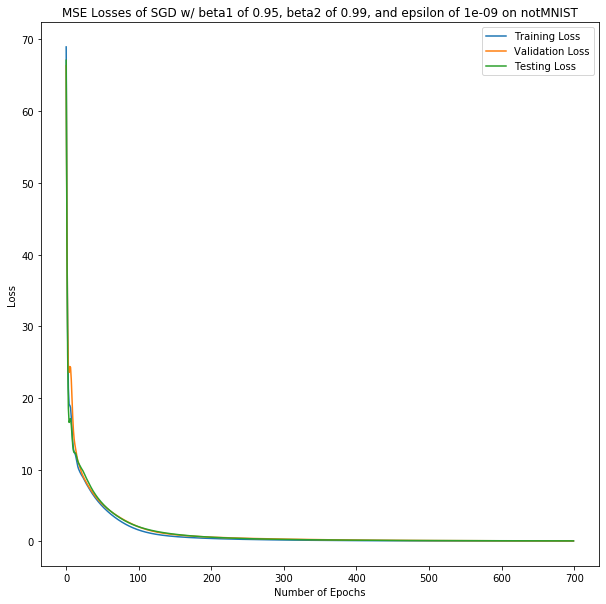 MSE Losses of SGD w/ beta1 of 0.95, beta2 of 0.99, and epsilon of 1e-09 on notMNIST
Training Loss
Validation Loss
Testing Loss
70
60
50
40
30
20
10
0
Loss
0 100 200 300 400 500 600 700
Number of Epochs